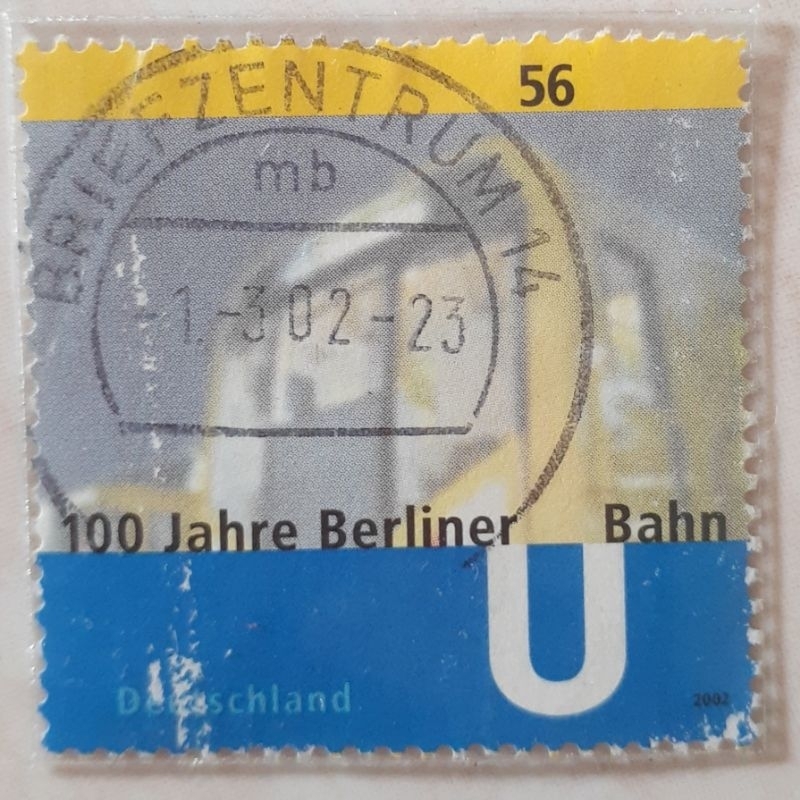 56
BRIEFZENTRUM 14
mb
-1.-3 02-23
100 Jahre Berliner Bahn
U
Deutschland
2002